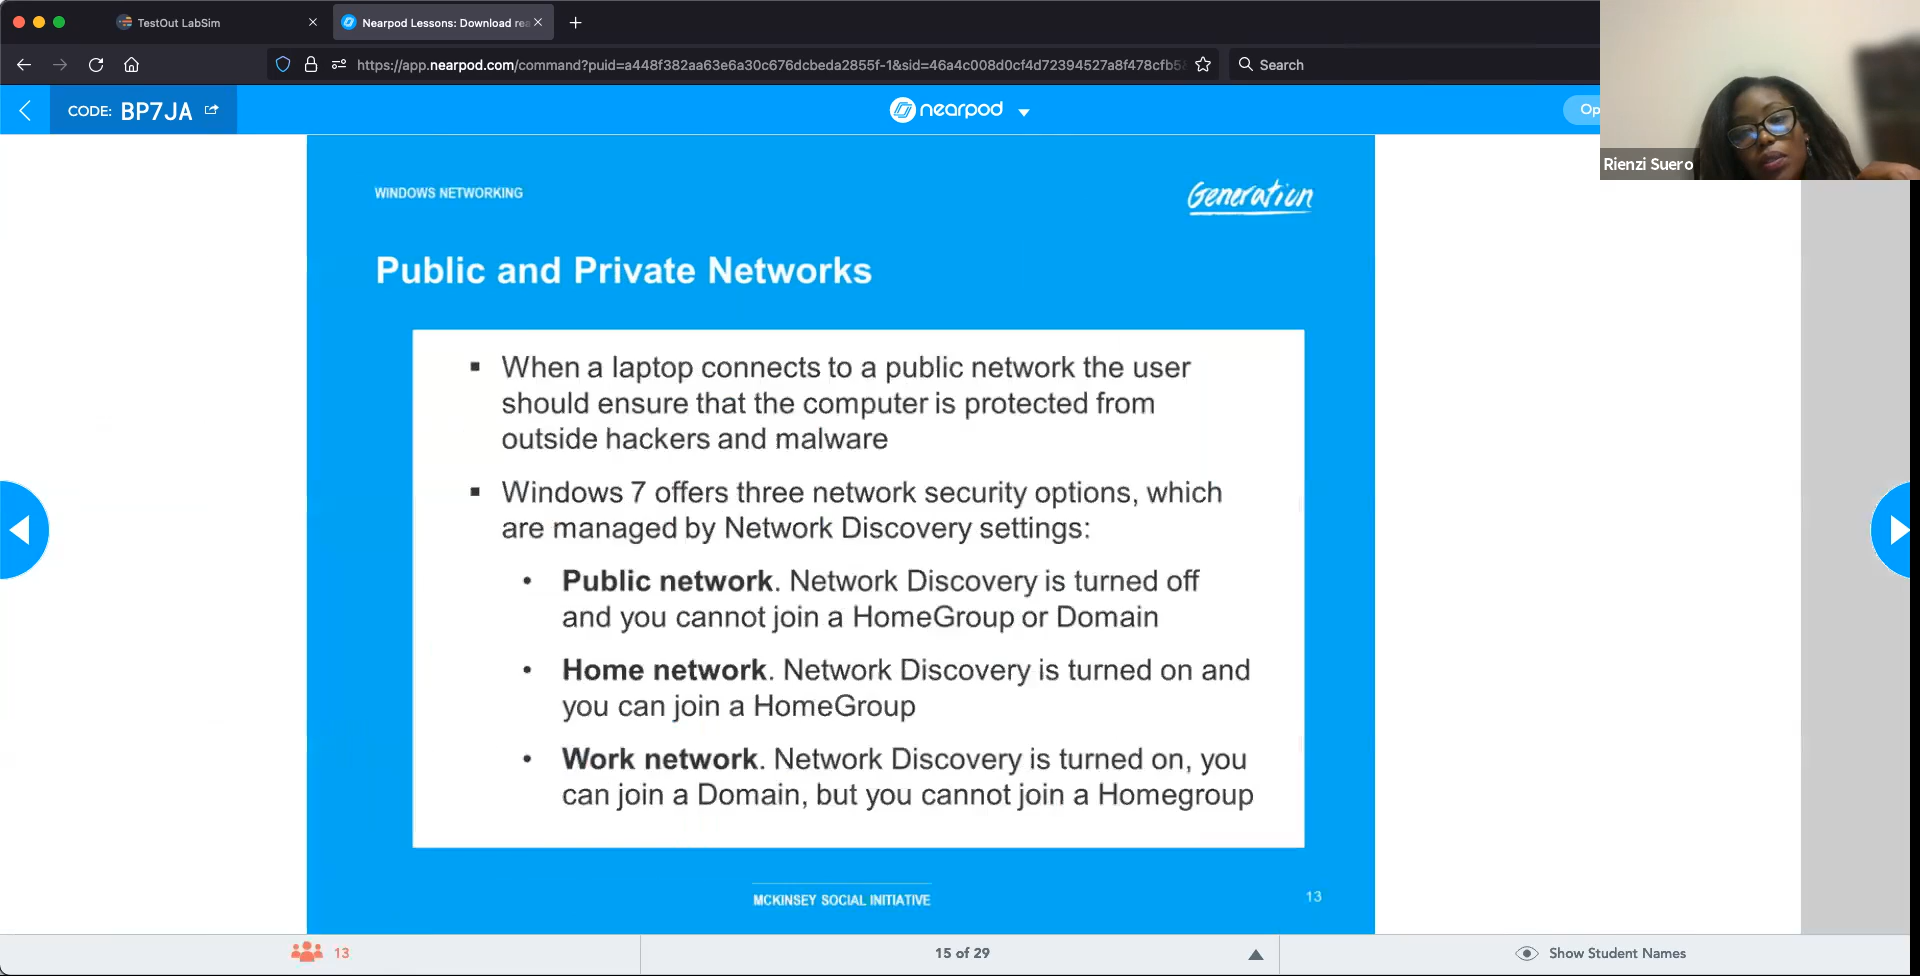 TestOut LabSim
Nearpod Lessons: Download rea
https://app.nearpod.com/command?puid=a448f382aa63e6a30c676dcbeda2855f-1&sid=46a4c008d0cf4d72394527a8f478cfb5
Search
CODE: BP7JA
nearpod
Op
Rienzi Suero
WINDOWS NETWORKING
Generation
Public and Private Networks
▪ When a laptop connects to a public network the user
should ensure that the computer is protected from
outside hackers and malware
▪ Windows 7 offers three network security options, which
are managed by Network Discovery settings:
• Public network. Network Discovery is turned off
and you cannot join a HomeGroup or Domain
• Home network. Network Discovery is turned on and
you can join a HomeGroup
• Work network. Network Discovery is turned on, you
can join a Domain, but you cannot join a Homegroup
MCKINSEY SOCIAL INITIATIVE
13
13
15 of 29
Show Student Names